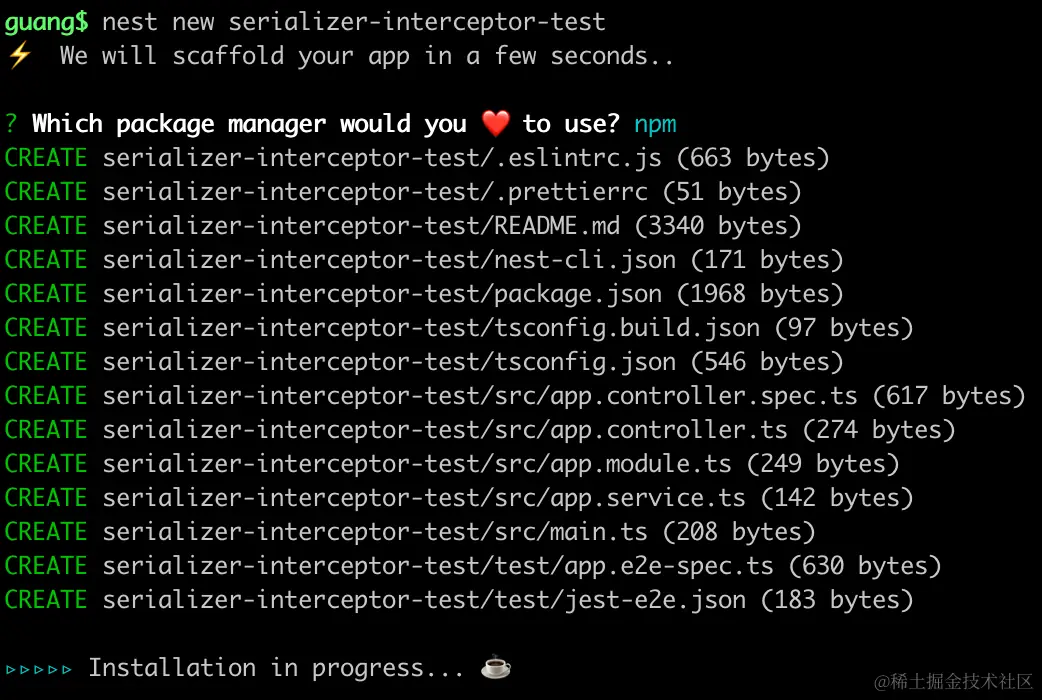 guang$ nest new serializer-interceptor-test
⚡ We will scaffold your app in a few seconds..
? Which package manager would you ❤️ to use? npm
CREATE serializer-interceptor-test/.eslintrc.js (663 bytes)
CREATE serializer-interceptor-test/.prettierrc (51 bytes)
CREATE serializer-interceptor-test/README.md (3340 bytes)
CREATE serializer-interceptor-test/nest-cli.json (171 bytes)
CREATE serializer-interceptor-test/package.json (1968 bytes)
CREATE serializer-interceptor-test/tsconfig.build.json (97 bytes)
CREATE serializer-interceptor-test/tsconfig.json (546 bytes)
CREATE serializer-interceptor-test/src/app.controller.spec.ts (617 bytes)
CREATE serializer-interceptor-test/src/app.controller.ts (274 bytes)
CREATE serializer-interceptor-test/src/app.module.ts (249 bytes)
CREATE serializer-interceptor-test/src/app.service.ts (142 bytes)
CREATE serializer-interceptor-test/src/main.ts (208 bytes)
CREATE serializer-interceptor-test/test/app.e2e-spec.ts (630 bytes)
CREATE serializer-interceptor-test/test/jest-e2e.json (183 bytes)
▹▹▹▹▹ Installation in progress... ☕
@稀土掘金技术社区